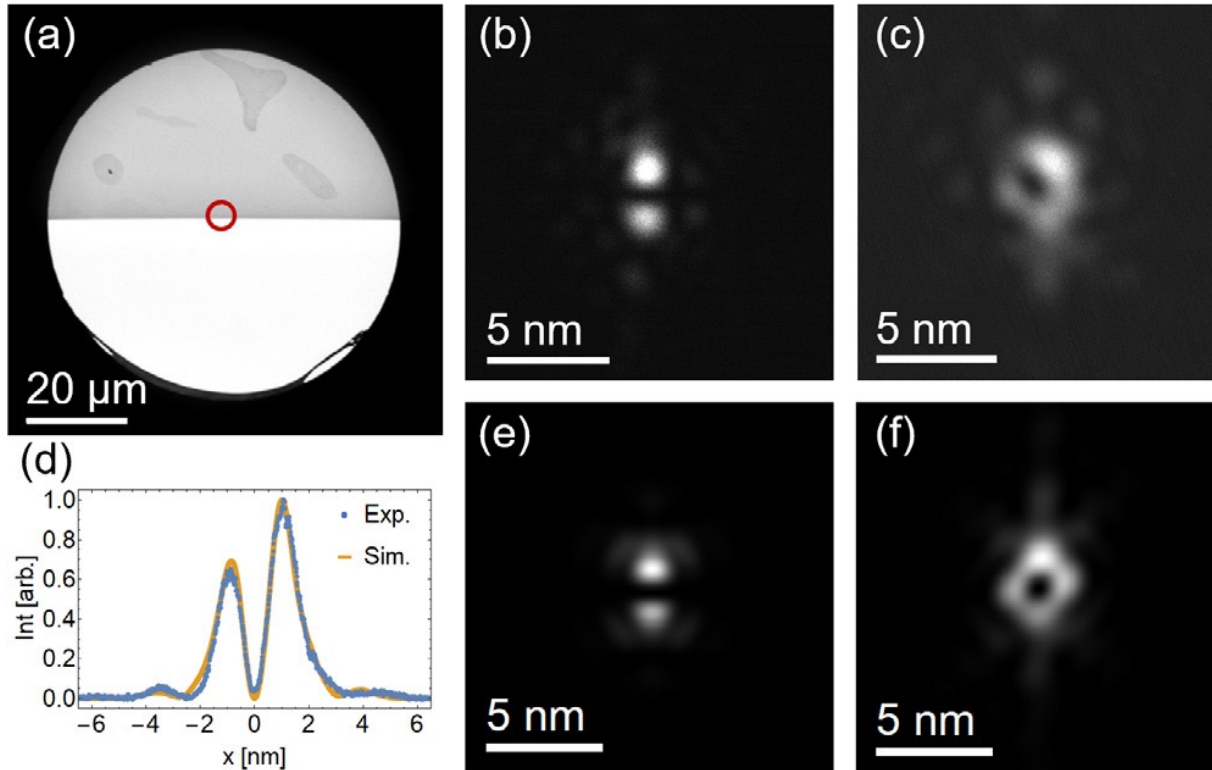 (a)
20 µm
(b)
5 nm
(c)
5 nm
(d)
1.0
0.8
0.6
0.4
0.2
0.0
Int [arb.]
Exp.
Sim.
−6 −4 −2 0 2 4 6
x [nm]
(e)
5 nm
(f)
5 nm